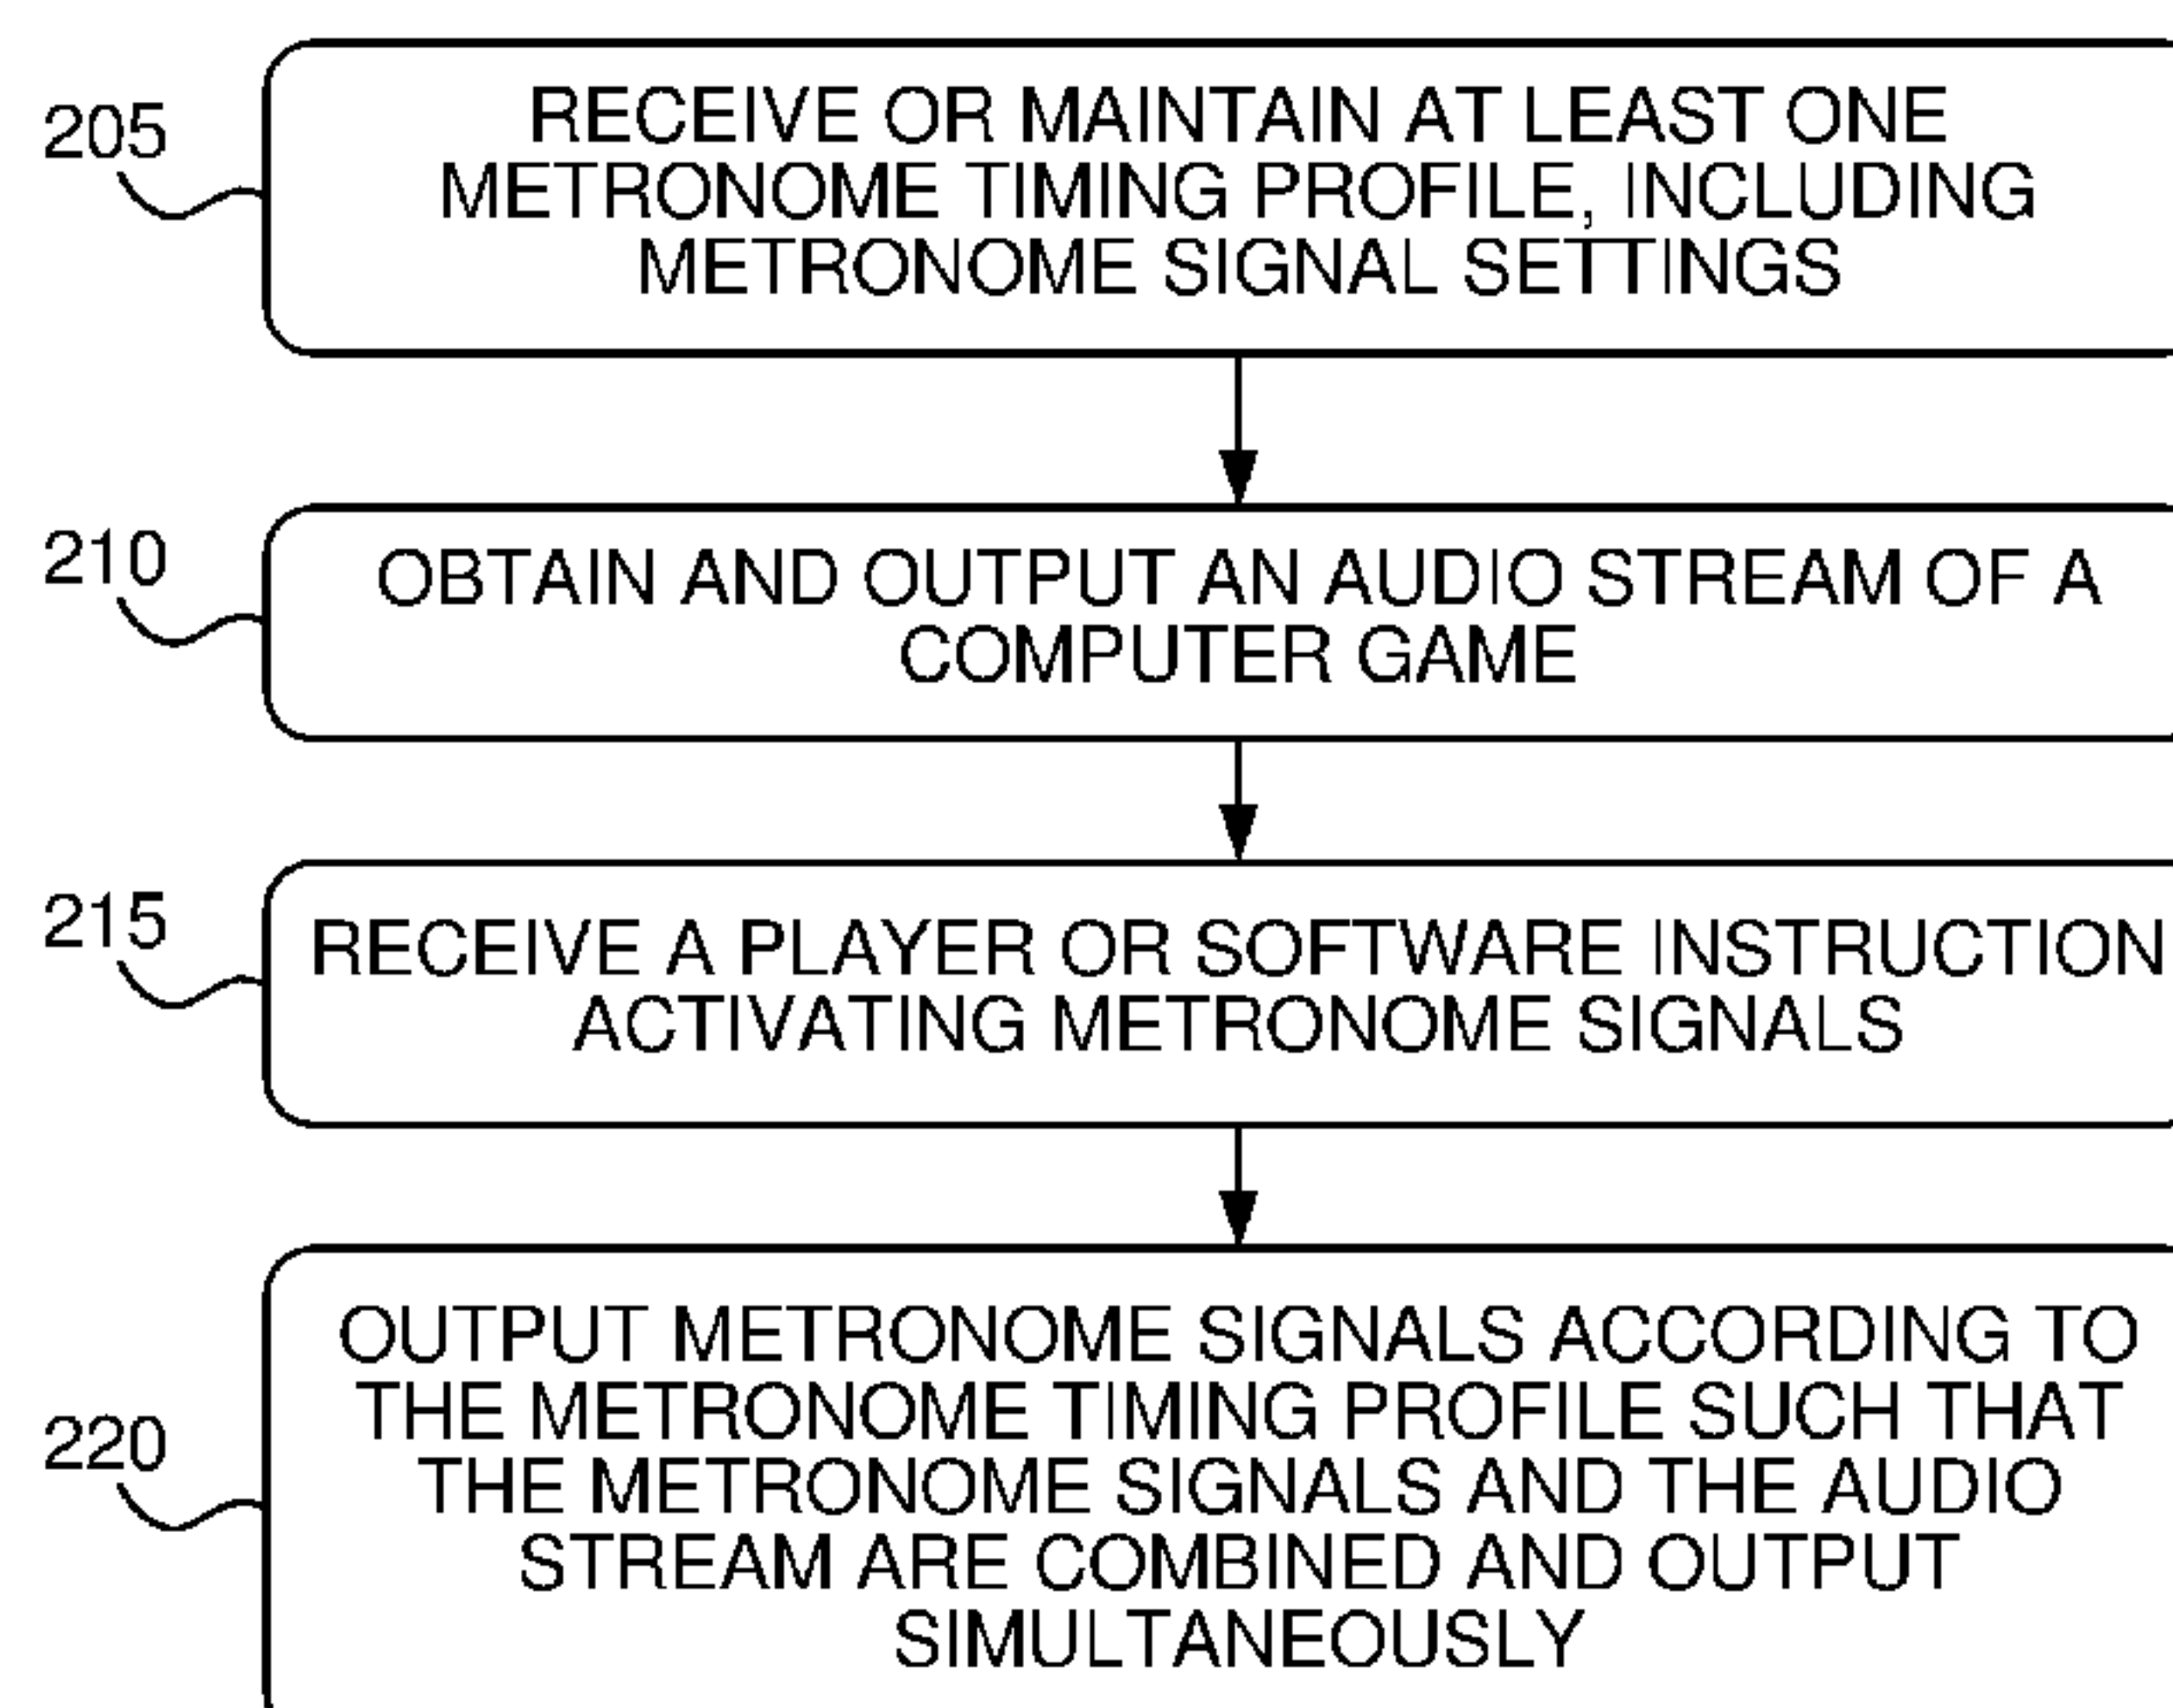 205
RECEIVE OR MAINTAIN AT LEAST ONE
METRONOME TIMING PROFILE, INCLUDING
METRONOME SIGNAL SETTINGS
210
OBTAIN AND OUTPUT AN AUDIO STREAM OF A
COMPUTER GAME
215
RECEIVE A PLAYER OR SOFTWARE INSTRUCTION
ACTIVATING METRONOME SIGNALS
220
OUTPUT METRONOME SIGNALS ACCORDING TO
THE METRONOME TIMING PROFILE SUCH THAT
THE METRONOME SIGNALS AND THE AUDIO
STREAM ARE COMBINED AND OUTPUT
SIMULTANEOUSLY